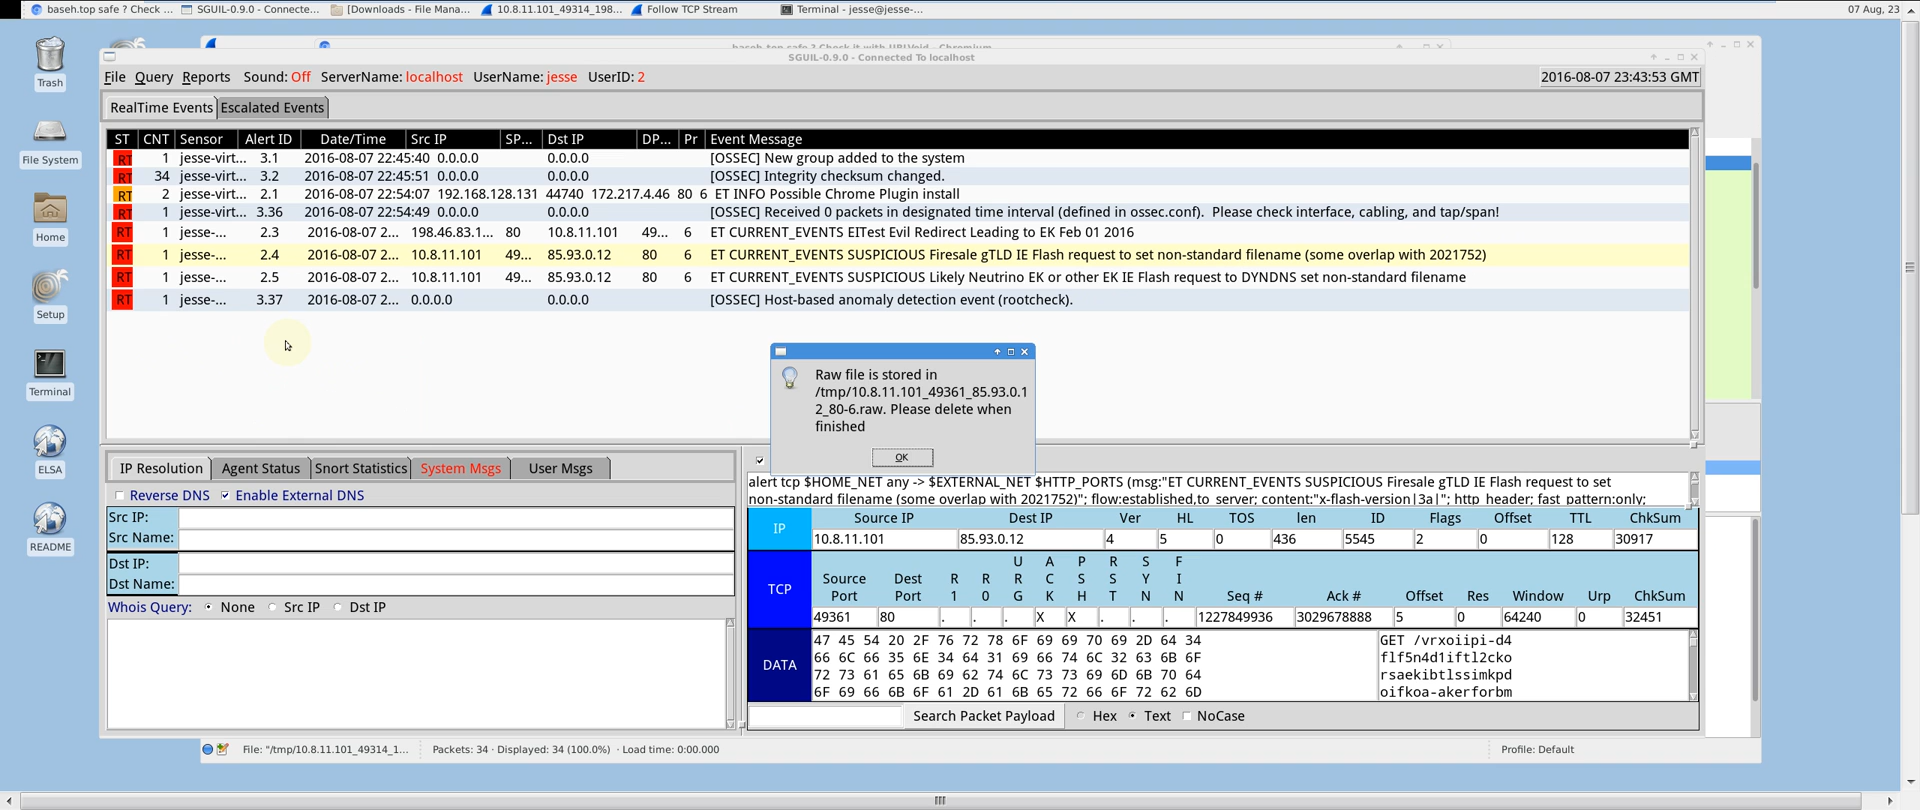 baseh.top safe ? Check ...
SGUIL-0.9.0 - Connecte...
[Downloads - File Mana...
10.8.11.101_49314_198...
Follow TCP Stream
Terminal - jesse@jesse-...
07 Aug, 23
Trash
File System
Home
Setup
Terminal
ELSA
README
baseh.top safe ? Check it with URLVoid - Chromium
SGUIL-0.9.0 - Connected To localhost
File Query Reports Sound: Off ServerName: localhost UserName: jesse UserID: 2
2016-08-07 23:43:53 GMT
RealTime Events Escalated Events
ST CNT Sensor Alert ID Date/Time Src IP SP... Dst IP DP... Pr Event Message
RT 1 jesse-virt... 3.1 2016-08-07 22:45:40 0.0.0.0 0.0.0.0 [OSSEC] New group added to the system
RT 34 jesse-virt... 3.2 2016-08-07 22:45:51 0.0.0.0 0.0.0.0 [OSSEC] Integrity checksum changed.
RT 2 jesse-virt... 2.1 2016-08-07 22:54:07 192.168.128.131 44740 172.217.4.46 80 6 ET INFO Possible Chrome Plugin install
RT 1 jesse-virt... 3.36 2016-08-07 22:54:49 0.0.0.0 0.0.0.0 [OSSEC] Received 0 packets in designated time interval (defined in ossec.conf). Please check interface, cabling, and tap/span!
RT 1 jesse-... 2.3 2016-08-07 2... 198.46.83.1... 80 10.8.11.101 49... 6 ET CURRENT_EVENTS EITest Evil Redirect Leading to EK Feb 01 2016
RT 1 jesse-... 2.4 2016-08-07 2... 10.8.11.101 49... 85.93.0.12 80 6 ET CURRENT_EVENTS SUSPICIOUS Firesale gTLD IE Flash request to set non-standard filename (some overlap with 2021752)
RT 1 jesse-... 2.5 2016-08-07 2... 10.8.11.101 49... 85.93.0.12 80 6 ET CURRENT_EVENTS SUSPICIOUS Likely Neutrino EK or other EK IE Flash request to DYNDNS set non-standard filename
RT 1 jesse-... 3.37 2016-08-07 2... 0.0.0.0 0.0.0.0 [OSSEC] Host-based anomaly detection event (rootcheck).
Raw file is stored in
/tmp/10.8.11.101_49361_85.93.0.1
2_80-6.raw. Please delete when
finished
OK
IP Resolution Agent Status Snort Statistics System Msgs User Msgs
Reverse DNS Enable External DNS
Src IP:
Src Name:
Dst IP:
Dst Name:
Whois Query: None Src IP Dst IP
alert tcp $HOME_NET any -> $EXTERNAL_NET $HTTP_PORTS (msg:"ET CURRENT_EVENTS SUSPICIOUS Firesale gTLD IE Flash request to set
non-standard filename (some overlap with 2021752)"; flow:established,to_server; content:"x-flash-version|3a|"; http_header; fast_pattern:only;
IP
Source IP Dest IP Ver HL TOS len ID Flags Offset TTL ChkSum
10.8.11.101 85.93.0.12 4 5 0 436 5545 2 0 128 30917
TCP
U A P R S F
R C S S Y I
G K H T N N
Source Port Dest Port R1 R0 Seq # Ack # Offset Res Window Urp ChkSum
49361 80 . . . X X . . . 1227849936 3029678888 5 0 64240 0 32451
DATA
47 45 54 20 2F 76 72 78 6F 69 69 70 69 2D 64 34 GET /vrxoiipi-d4
66 6C 66 35 6E 34 64 31 69 66 74 6C 32 63 6B 6F flf5n4d1iftl2cko
72 73 61 65 6B 69 62 74 6C 73 73 69 6D 6B 70 64 rsaekibtlssimkpd
6F 69 66 6B 6F 61 2D 61 6B 65 72 66 6F 72 62 6D oifkoa-akerforbm
Search Packet Payload Hex Text NoCase
File: "/tmp/10.8.11.101_49314_1... Packets: 34 · Displayed: 34 (100.0%) · Load time: 0:00.000 Profile: Default